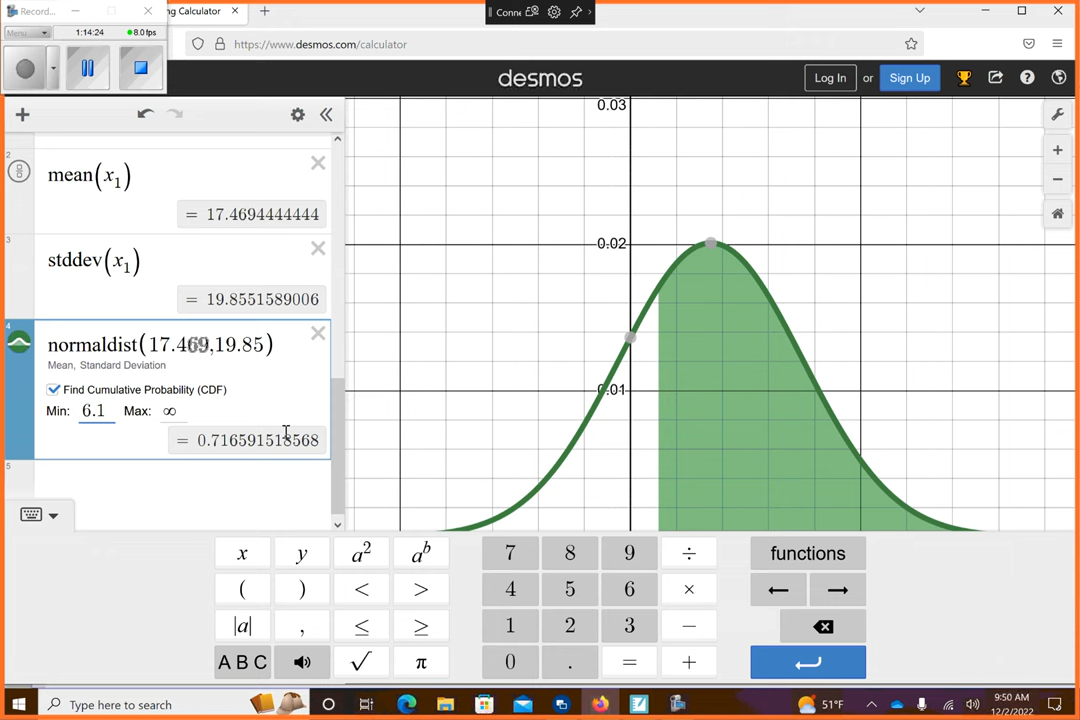 Record...
Menu
1:14:24
8.0 fps
ng Calculator
Conne
https://www.desmos.com/calculator
desmos
Log In
or
Sign Up
2
mean(x₁)
= 17.4694444444
3
stddev(x₁)
= 19.8551589006
4
normaldist(17.469,19.85)
Mean, Standard Deviation
Find Cumulative Probability (CDF)
Min: 6.1 Max: ∞
= 0.716591518568
5
0.03
0.02
0.01
x y a² aᵇ 7 8 9 ÷ functions
( ) < > 4 5 6 × ← →
|a| , ≤ ≥ 1 2 3 −
A B C √ π 0 . = +
Type here to search
51°F
9:50 AM
12/2/2022